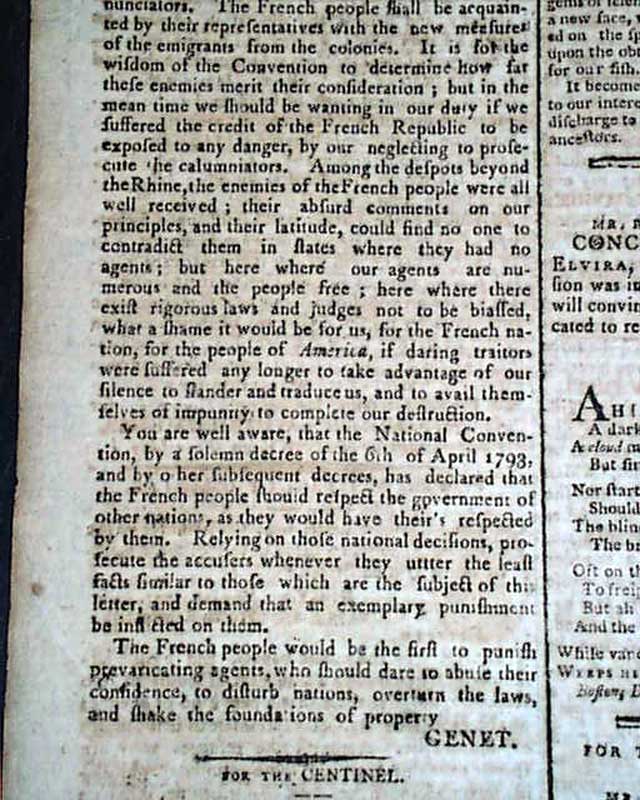 nunciators. The French people ſhall be acquain-
ted by their repreſentatives with the new meaſures
of the emigrants from the colonies. It is for the
wiſdom of the Convention to determine how far
theſe enemies merit their conſideration ; but in the
mean time we ſhould be wanting in our duty if we
ſuffered the credit of the French Republic to be
expoſed to any danger, by our neglecting to proſe-
cute the calumniators. Among the deſpots beyond
the Rhine, the enemies of the French people were all
well received ; their abſurd comments on our
principles, and their latitude, could find no one to
contradict them in ſtates where they had no
agents ; but here where our agents are nu-
merous and the people free ; here where there
exiſt rigorous laws and judges not to be biaſſed,
what a ſhame it would be for us, for the French na-
tion, for the people of America, if daring traitors
were ſuffered any longer to take advantage of our
ſilence to ſlander and traduce us, and to avail them-
ſelves of impunity to complete our deſtruction.
You are well aware, that the National Conven-
tion, by a ſolemn decree of the 6th of April 1793,
and by o her ſubſequent decrees, has declared that
the French people ſhould reſpect the government of
other nations, as they would have their's reſpected
by them. Relying on thoſe national deciſions, pro-
ſecute the accuſers whenever they utter the leaſt
facts ſimilar to thoſe which are the ſubject of this
letter, and demand that an exemplary puniſhment
be inflicted on them.
The French people would be the firſt to puniſh
prevaricating agents, who ſhould dare to abuſe their
confidence, to diſturb nations, overturn the laws,
and ſhake the foundations of property
GENET.
FOR THE CENTINEL.
a new face,
ed on the ſp
upon the ob
for our fiſh.
It become
to our intere
diſcharge to
anceſtors.
MR.
CONC
ELVIRA,
ſion was in
will convin
cated to re
AH!
A dark
A cloud
But ſin
Nor ſtart
Should
The blin
The br
Oft on th
To frei
But ah
And the
While vare
WEEPS
Boſton, D
FOR T